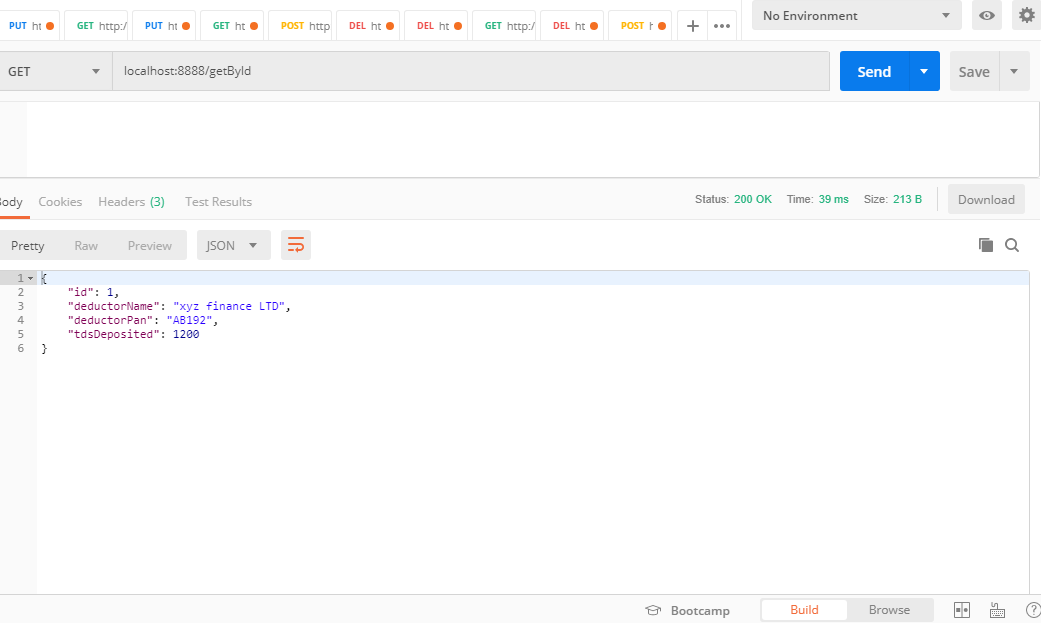 PUT ht GET http:/ PUT ht GET ht POST http DEL ht DEL ht GET http:/ DEL ht POST h No Environment
GET localhost:8888/getById Send Save
Body Cookies Headers (3) Test Results Status: 200 OK Time: 39 ms Size: 213 B Download
Pretty Raw Preview JSON
1 {
2 "id": 1,
3 "deductorName": "xyz finance LTD",
4 "deductorPan": "AB192",
5 "tdsDeposited": 1200
6 }
Bootcamp Build Browse